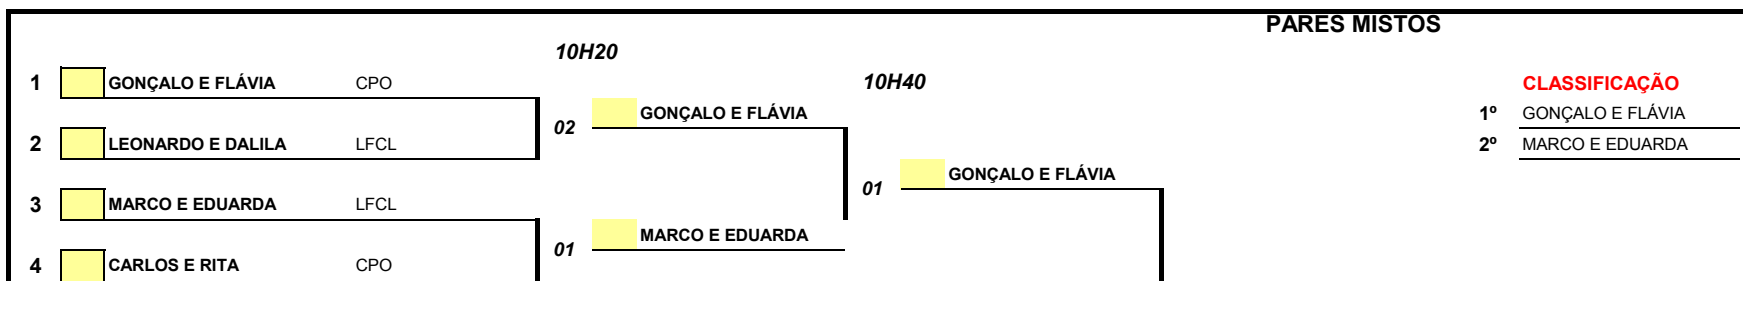 PARES MISTOS
10H20
1 GONÇALO E FLÁVIA CPO 10H40 CLASSIFICAÇÃO
02 GONÇALO E FLÁVIA 1º GONÇALO E FLÁVIA
2 LEONARDO E DALILA LFCL 2º MARCO E EDUARDA
01 GONÇALO E FLÁVIA
3 MARCO E EDUARDA LFCL
01 MARCO E EDUARDA
4 CARLOS E RITA CPO